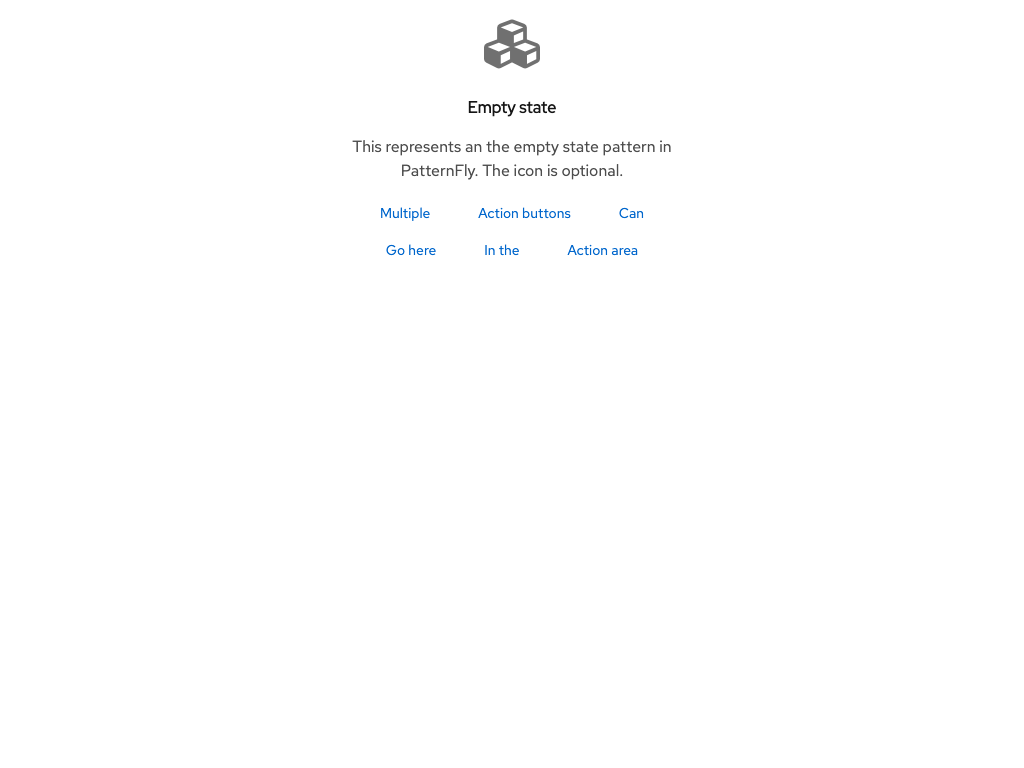 Empty state
This represents an the empty state pattern in
PatternFly. The icon is optional.
Multiple Action buttons Can
Go here In the Action area